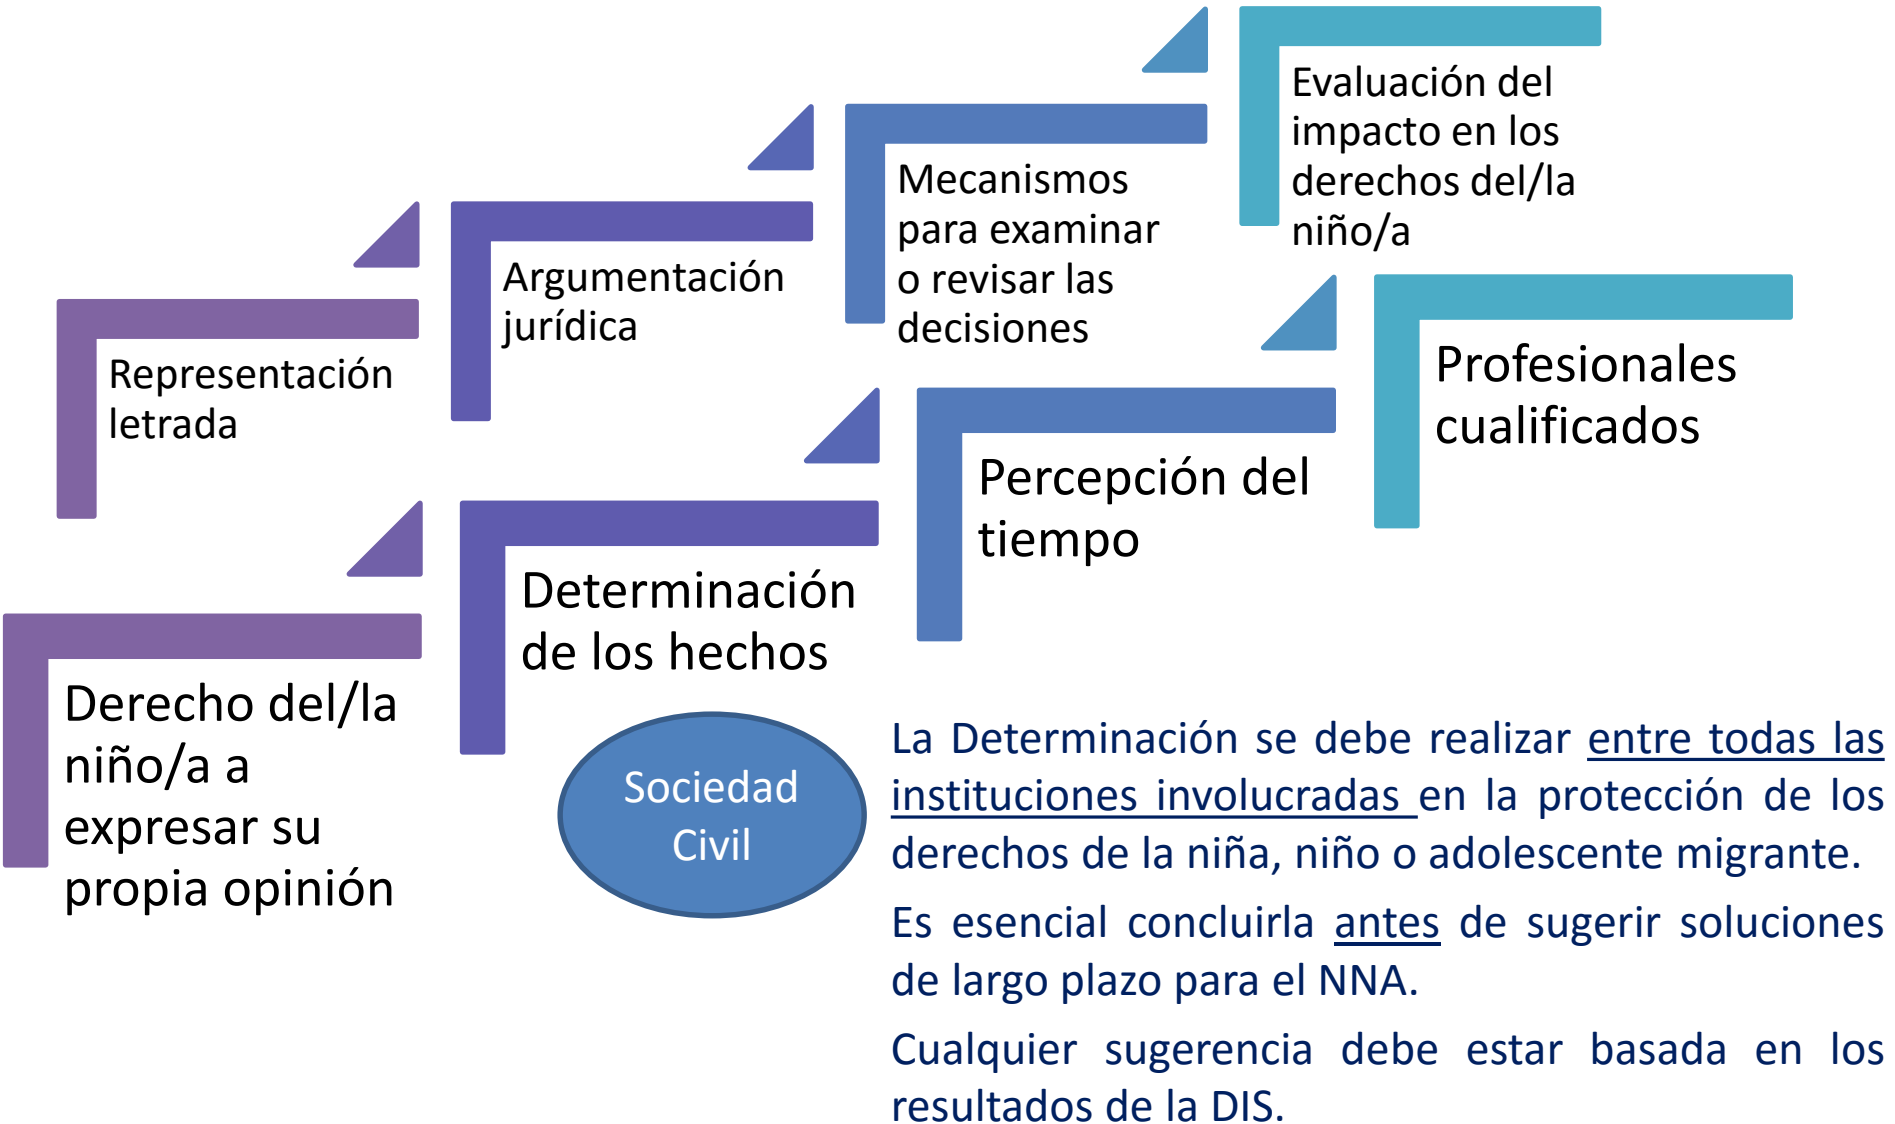 Derecho del/la
niño/a a
expresar su
propia opinión
Determinación
de los hechos
Percepción del
tiempo
Profesionales
cualificados
Representación
letrada
Argumentación
jurídica
Mecanismos
para examinar
o revisar las
decisiones
Evaluación del
impacto en los
derechos del/la
niño/a
Sociedad
Civil
La Determinación se debe realizar entre todas las
instituciones involucradas en la protección de los
derechos de la niña, niño o adolescente migrante.
Es esencial concluirla antes de sugerir soluciones
de largo plazo para el NNA.
Cualquier sugerencia debe estar basada en los
resultados de la DIS.